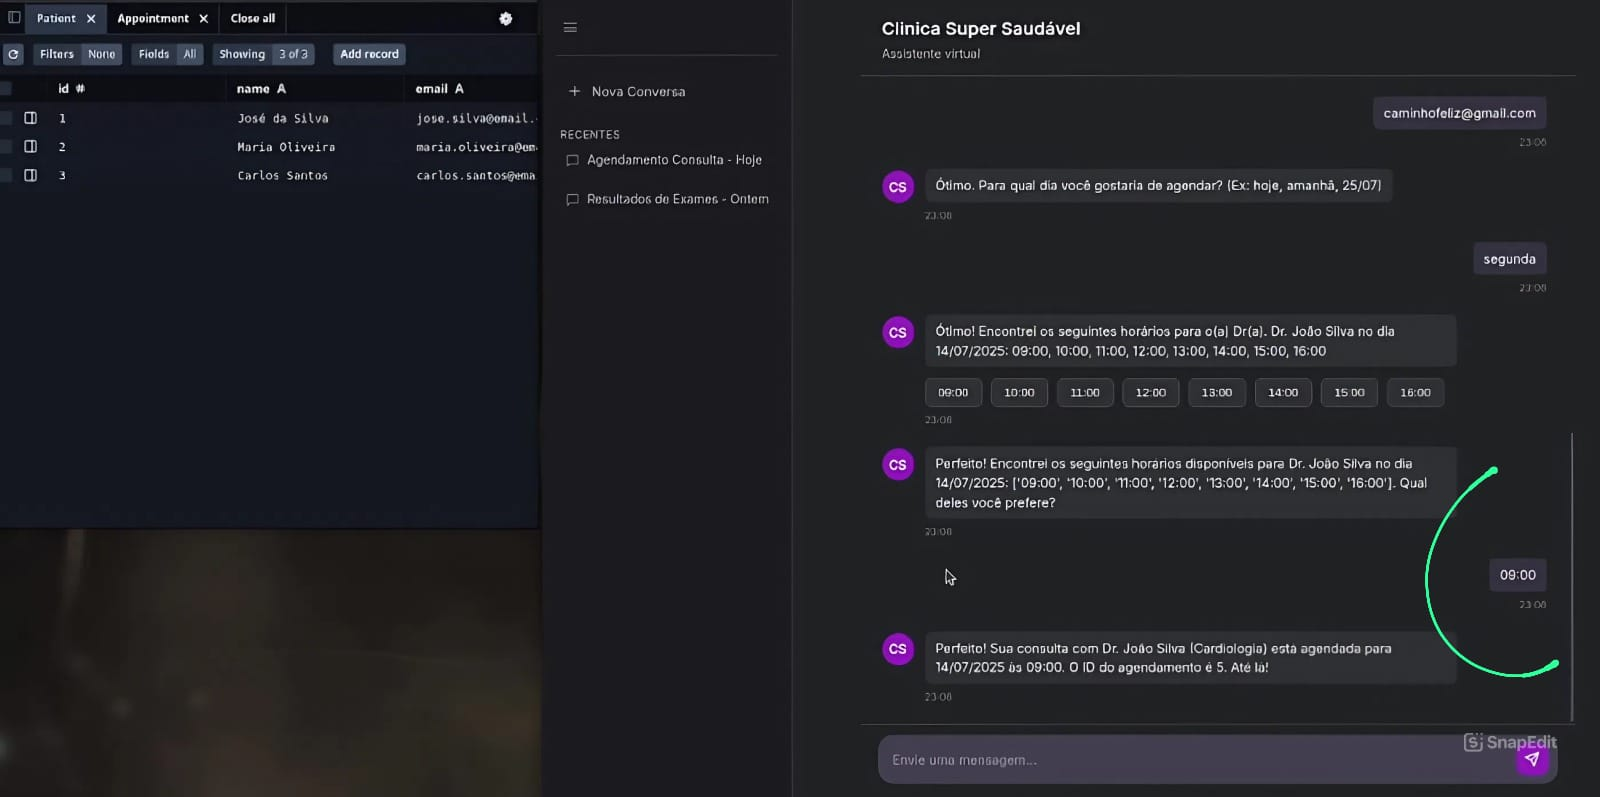 Patient
Appointment
Close all
Filters None
Fields All
Showing 3 of 3
Add record
id #
name A
email A
1
José da Silva
jose.silva@email.
2
Maria Oliveira
maria.oliveira@em
3
Carlos Santos
carlos.santos@ema
Nova Conversa
RECENTES
Agendamento Consulta - Hoje
Resultados de Exames - Ontem
Clinica Super Saudável
Assistente virtual
caminhofeliz@gmail.com
23:08
CS
Ótimo. Para qual dia você gostaria de agendar? (Ex: hoje, amanhã, 25/07)
23:08
segunda
23:08
CS
Ótimo! Encontrei os seguintes horários para o(a) Dr(a). Dr. João Silva no dia
14/07/2025: 09:00, 10:00, 11:00, 12:00, 13:00, 14:00, 15:00, 16:00
09:00
10:00
11:00
12:00
13:00
14:00
15:00
16:00
23:08
CS
Perfeito! Encontrei os seguintes horários disponíveis para Dr. João Silva no dia
14/07/2025: ['09:00', '10:00', '11:00', '12:00', '13:00', '14:00', '15:00', '16:00']. Qual
deles você prefere?
23:08
09:00
23:08
CS
Perfeito! Sua consulta com Dr. João Silva (Cardiologia) está agendada para
14/07/2025 às 09:00. O ID do agendamento é 5. Até lá!
23:08
SnapEdit
Envie uma mensagem...